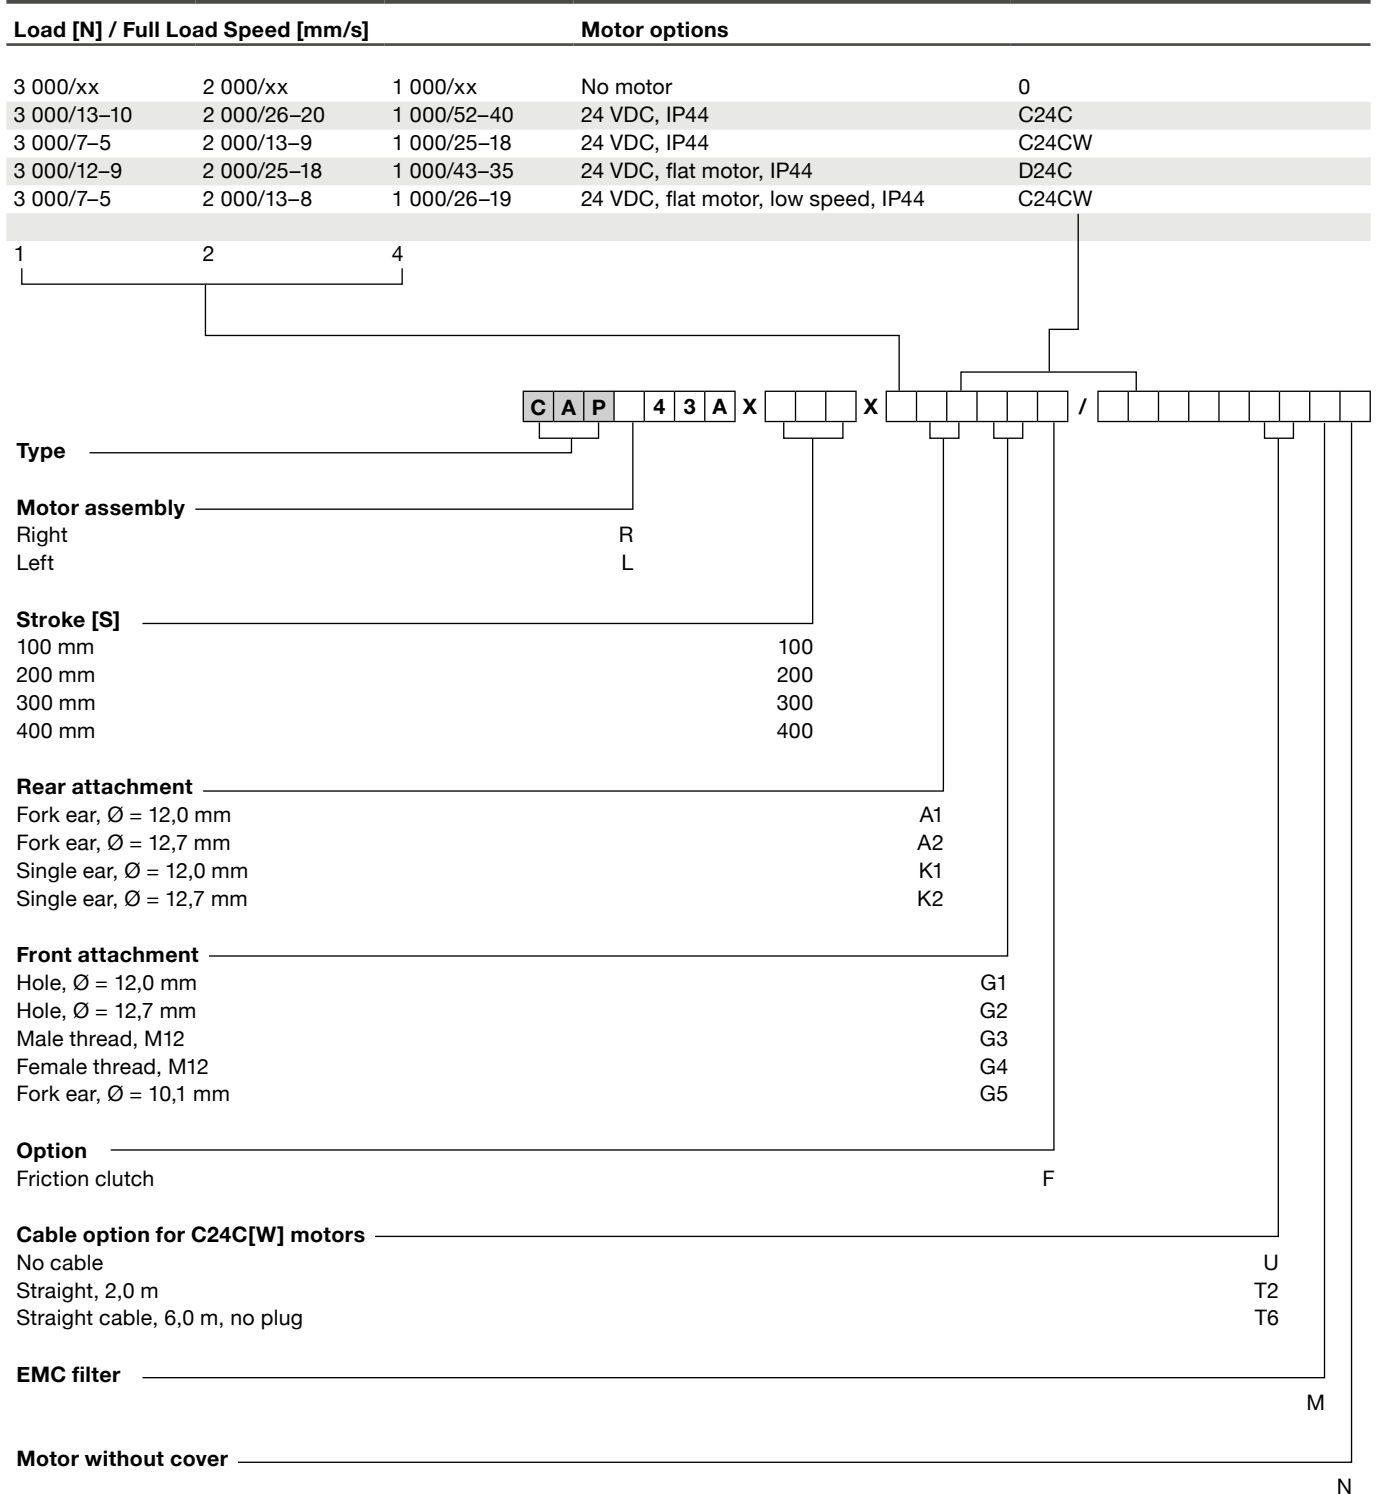 Load [N] / Full Load Speed [mm/s] Motor options
3 000/xx 2 000/xx 1 000/xx No motor 0
3 000/13–10 2 000/26–20 1 000/52–40 24 VDC, IP44 C24C
3 000/7–5 2 000/13–9 1 000/25–18 24 VDC, IP44 C24CW
3 000/12–9 2 000/25–18 1 000/43–35 24 VDC, flat motor, IP44 D24C
3 000/7–5 2 000/13–8 1 000/26–19 24 VDC, flat motor, low speed, IP44 C24CW
1 2 4
C A P 4 3 A X X /
Type
Motor assembly
Right R
Left L
Stroke [S]
100 mm 100
200 mm 200
300 mm 300
400 mm 400
Rear attachment
Fork ear, Ø = 12,0 mm A1
Fork ear, Ø = 12,7 mm A2
Single ear, Ø = 12,0 mm K1
Single ear, Ø = 12,7 mm K2
Front attachment
Hole, Ø = 12,0 mm G1
Hole, Ø = 12,7 mm G2
Male thread, M12 G3
Female thread, M12 G4
Fork ear, Ø = 10,1 mm G5
Option
Friction clutch F
Cable option for C24C[W] motors
No cable U
Straight, 2,0 m T2
Straight cable, 6,0 m, no plug T6
EMC filter
M
Motor without cover
N